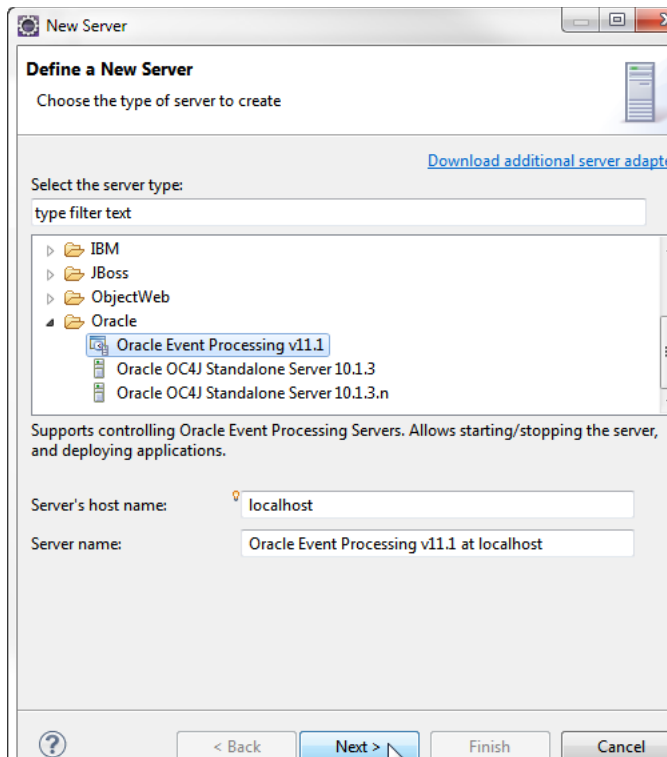 New Server
Define a New Server
Choose the type of server to create
Download additional server adapte
Select the server type:
type filter text
IBM
JBoss
ObjectWeb
Oracle
Oracle Event Processing v11.1
Oracle OC4J Standalone Server 10.1.3
Oracle OC4J Standalone Server 10.1.3.n
Supports controlling Oracle Event Processing Servers. Allows starting/stopping the server,
and deploying applications.
Server's host name: localhost
Server name: Oracle Event Processing v11.1 at localhost
? < Back Next > Finish Cancel